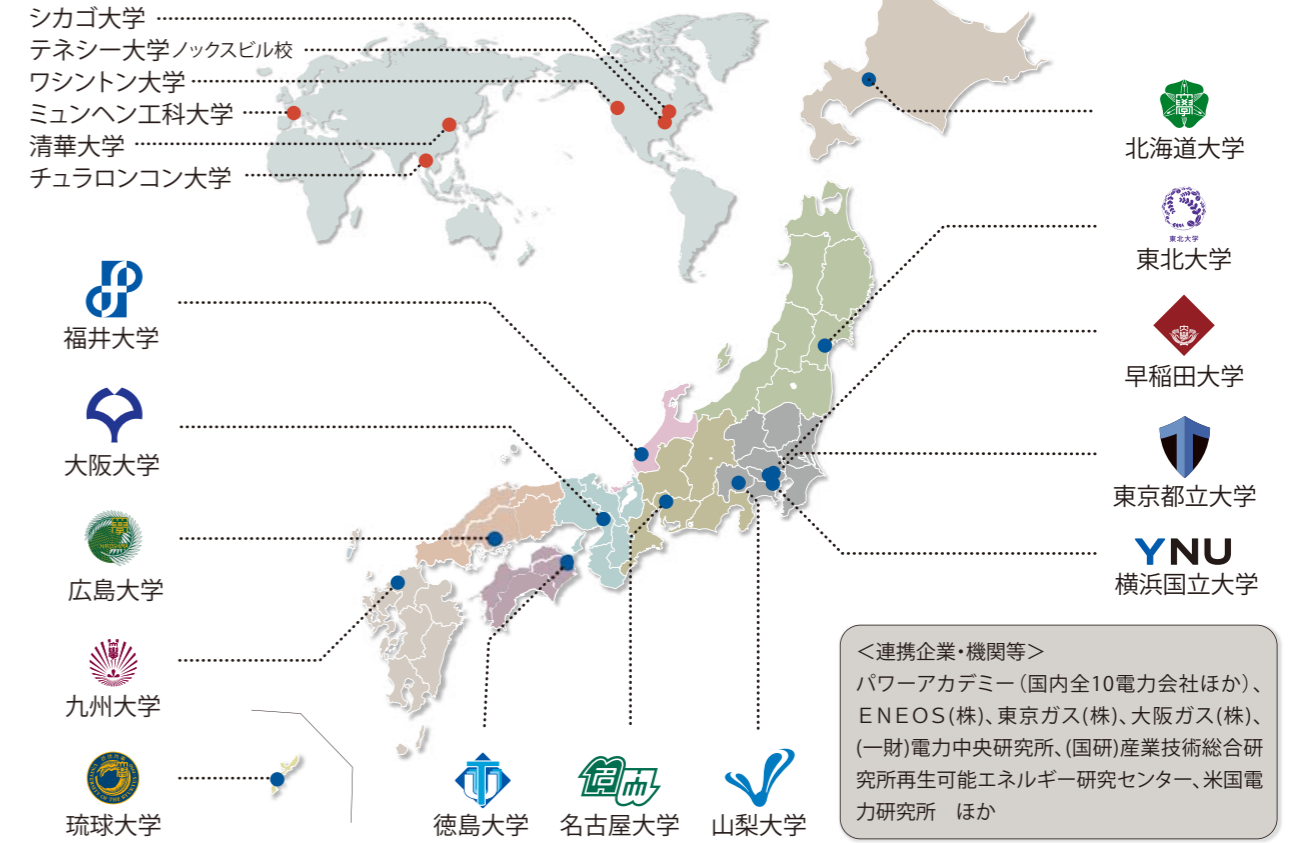 シカゴ大学
テネシー大学ノックスビル校
ワシントン大学
ミュンヘン工科大学
清華大学
チュラロンコン大学
北海道大学
東北大学
東北大学
早稲田大学
東京都立大学
YNU
横浜国立大学
福井大学
大阪大学
広島大学
九州大学
琉球大学
徳島大学
名古屋大学
山梨大学
＜連携企業・機関等＞
パワーアカデミー（国内全10電力会社ほか）、
ＥＮＥＯＳ(株)、東京ガス(株)、大阪ガス(株)、
(一財)電力中央研究所、(国研)産業技術総合研
究所再生可能エネルギー研究センター、米国電
力研究所　ほか